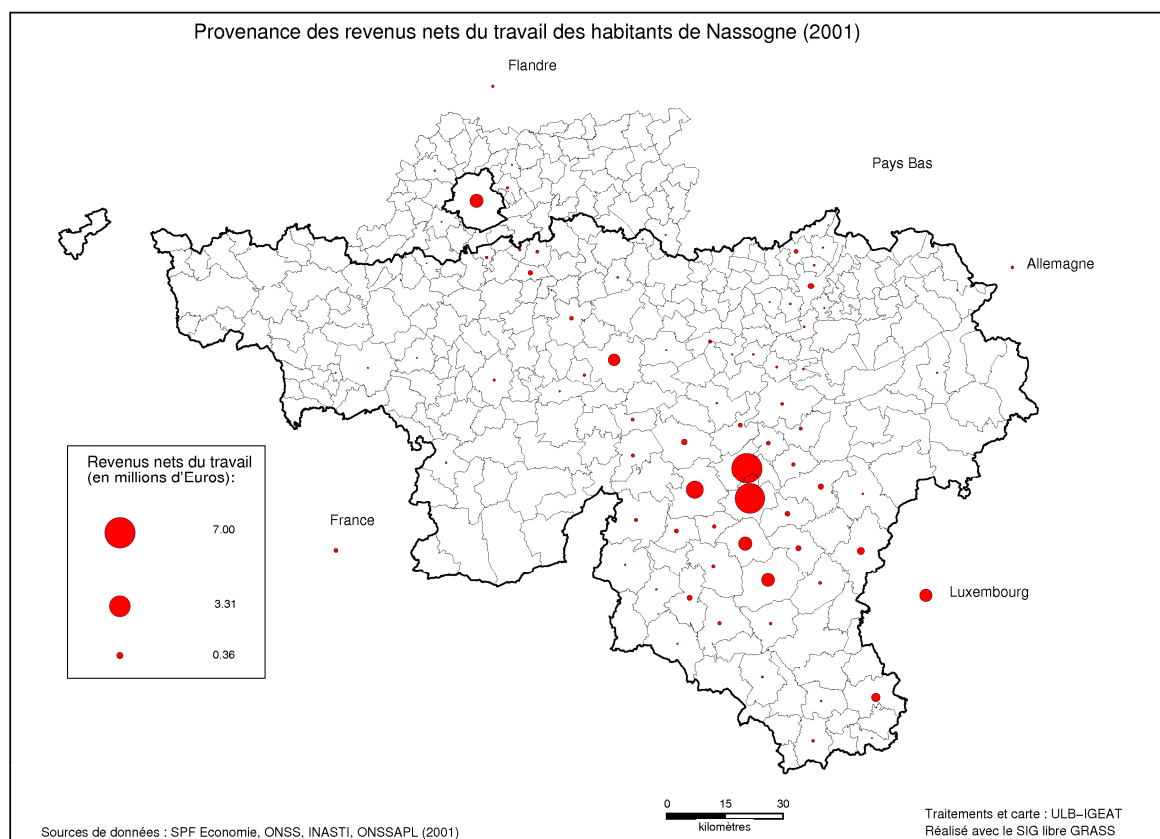 Provenance des revenus nets du travail des habitants de Nassogne (2001)
Flandre
Pays Bas
Allemagne
Revenus nets du travail
(en millions d'Euros):
7.00
3.31
0.36
France
Luxembourg
0 15 30
kilomètres
Sources de données : SPF Economie, ONSS, INASTI, ONSSAPL (2001)
Traitements et carte : ULB-IGEAT
Réalisé avec le SIG libre GRASS